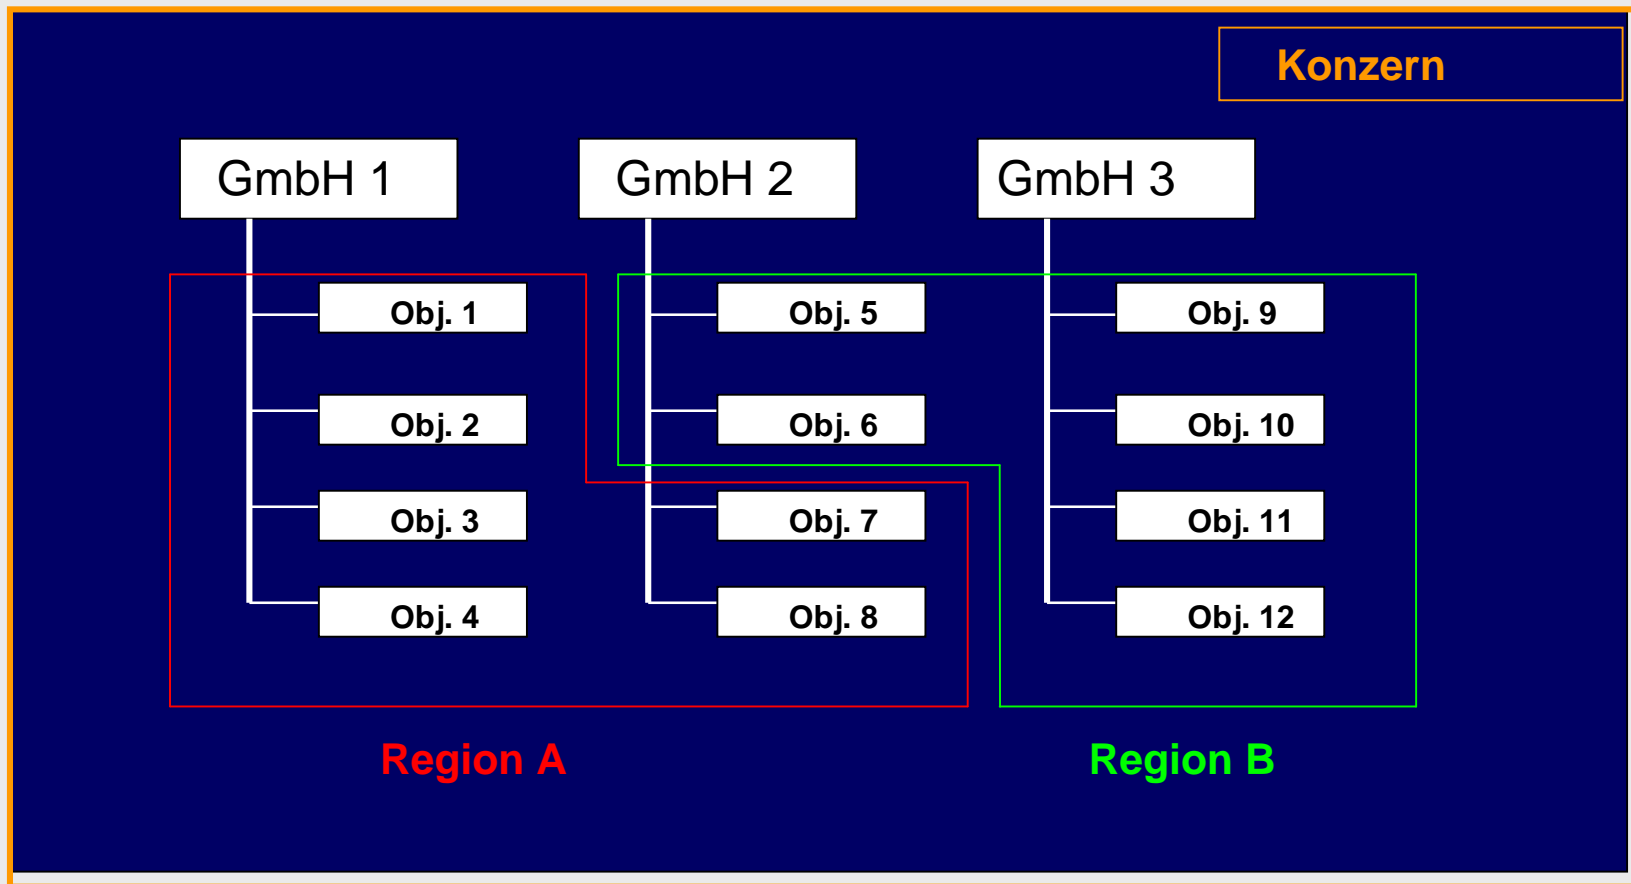 Konzern
GmbH 1
GmbH 2
GmbH 3
Obj. 1
Obj. 5
Obj. 9
Obj. 2
Obj. 6
Obj. 10
Obj. 3
Obj. 7
Obj. 11
Obj. 4
Obj. 8
Obj. 12
Region A
Region B